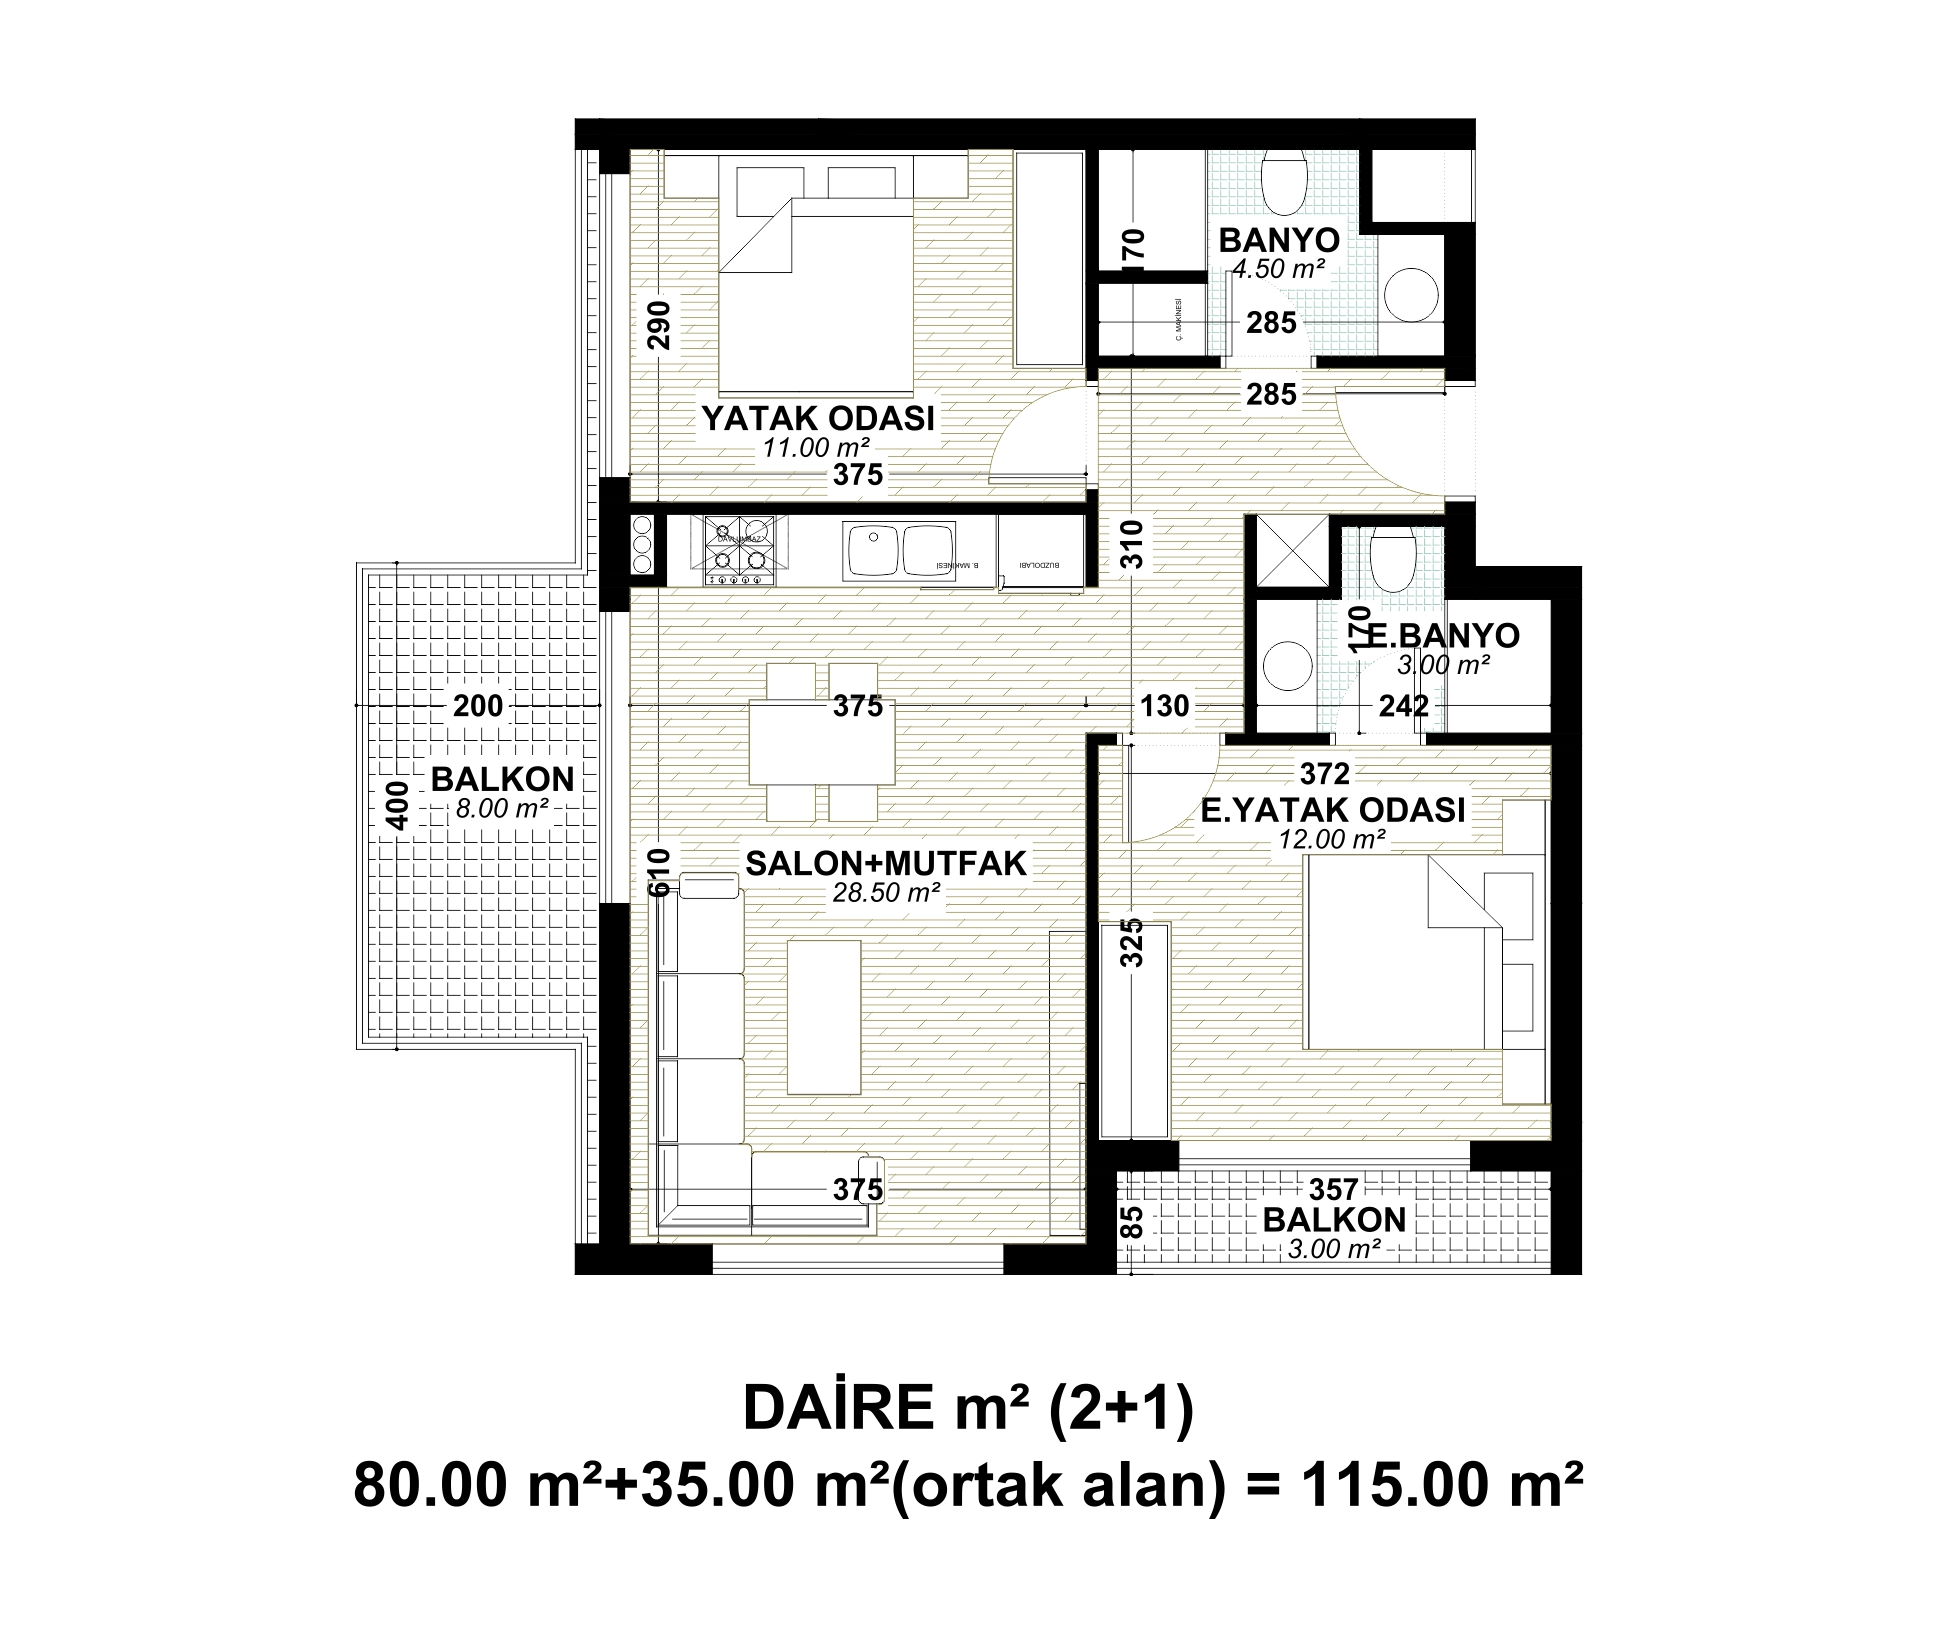 170
BANYO
4.50 m²
Ç. MAKİNESİ
285
290
285
YATAK ODASI
11.00 m²
375
310
DAVLUMBAZ
B. MAKİNESİ
BUZDOLABI
170
E.BANYO
3.00 m²
200
375
130
242
BALKON
8.00 m²
400
372
E.YATAK ODASI
12.00 m²
610
SALON+MUTFAK
28.50 m²
325
375
357
85
BALKON
3.00 m²
DAİRE m² (2+1)
80.00 m²+35.00 m²(ortak alan) = 115.00 m²